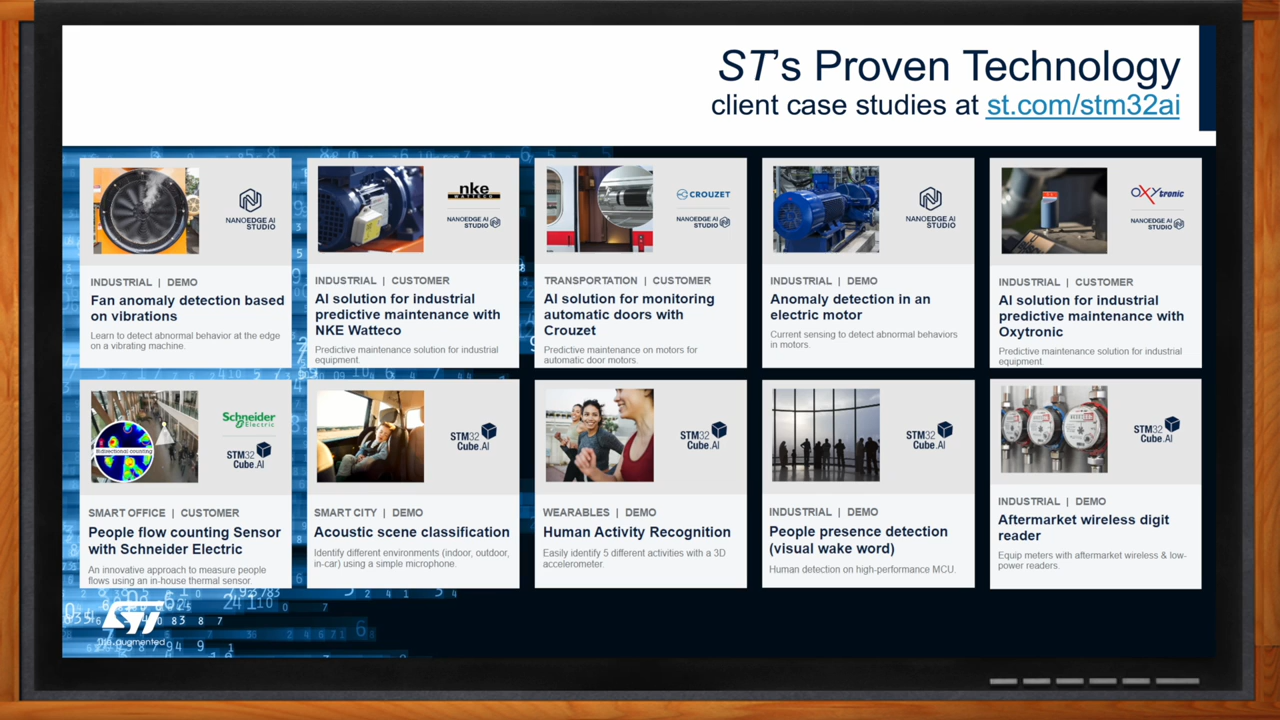 ST's Proven Technology
client case studies at st.com/stm32ai
NANOEDGE AI
STUDIO
INDUSTRIAL | DEMO
Fan anomaly detection based
on vibrations
Learn to detect abnormal behavior at the edge
on a vibrating machine.
nke
WATTECO
NANOEDGE AI
STUDIO
INDUSTRIAL | CUSTOMER
AI solution for industrial
predictive maintenance with
NKE Watteco
Predictive maintenance solution for industrial
equipment.
CROUZET
NANOEDGE AI
STUDIO
TRANSPORTATION | CUSTOMER
AI solution for monitoring
automatic doors with
Crouzet
Predictive maintenance on motors for
automatic door motors.
NANOEDGE AI
STUDIO
INDUSTRIAL | DEMO
Anomaly detection in an
electric motor
Current sensing to detect abnormal behaviors
in motors.
OXYtronic
NANOEDGE AI
STUDIO
INDUSTRIAL | CUSTOMER
AI solution for industrial
predictive maintenance with
Oxytronic
Predictive maintenance solution for industrial
equipment.
Bidirectional counting
Schneider
Electric
STM32
Cube.AI
SMART OFFICE | CUSTOMER
People flow counting Sensor
with Schneider Electric
An innovative approach to measure people
flows using an in-house thermal sensor.
STM32
Cube.AI
SMART CITY | DEMO
Acoustic scene classification
Identify different environments (indoor, outdoor,
in-car) using a simple microphone.
STM32
Cube.AI
WEARABLES | DEMO
Human Activity Recognition
Easily identify 5 different activities with a 3D
accelerometer.
STM32
Cube.AI
INDUSTRIAL | DEMO
People presence detection
(visual wake word)
Human detection on high-performance MCU.
STM32
Cube.AI
INDUSTRIAL | DEMO
Aftermarket wireless digit
reader
Equip meters with aftermarket wireless & low-
power readers.
ST
life.augmented